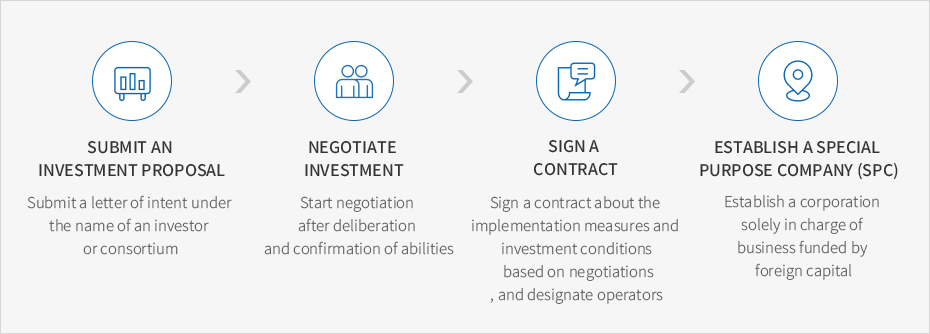 SUBMIT AN
INVESTMENT PROPOSAL
Submit a letter of intent under
the name of an investor
or consortium
NEGOTIATE
INVESTMENT
Start negotiation
after deliberation
and confirmation of abilities
SIGN A
CONTRACT
Sign a contract about the
implementation measures and
investment conditions
based on negotiations
, and designate operators
ESTABLISH A SPECIAL
PURPOSE COMPANY (SPC)
Establish a corporation
solely in charge of
business funded by
foreign capital